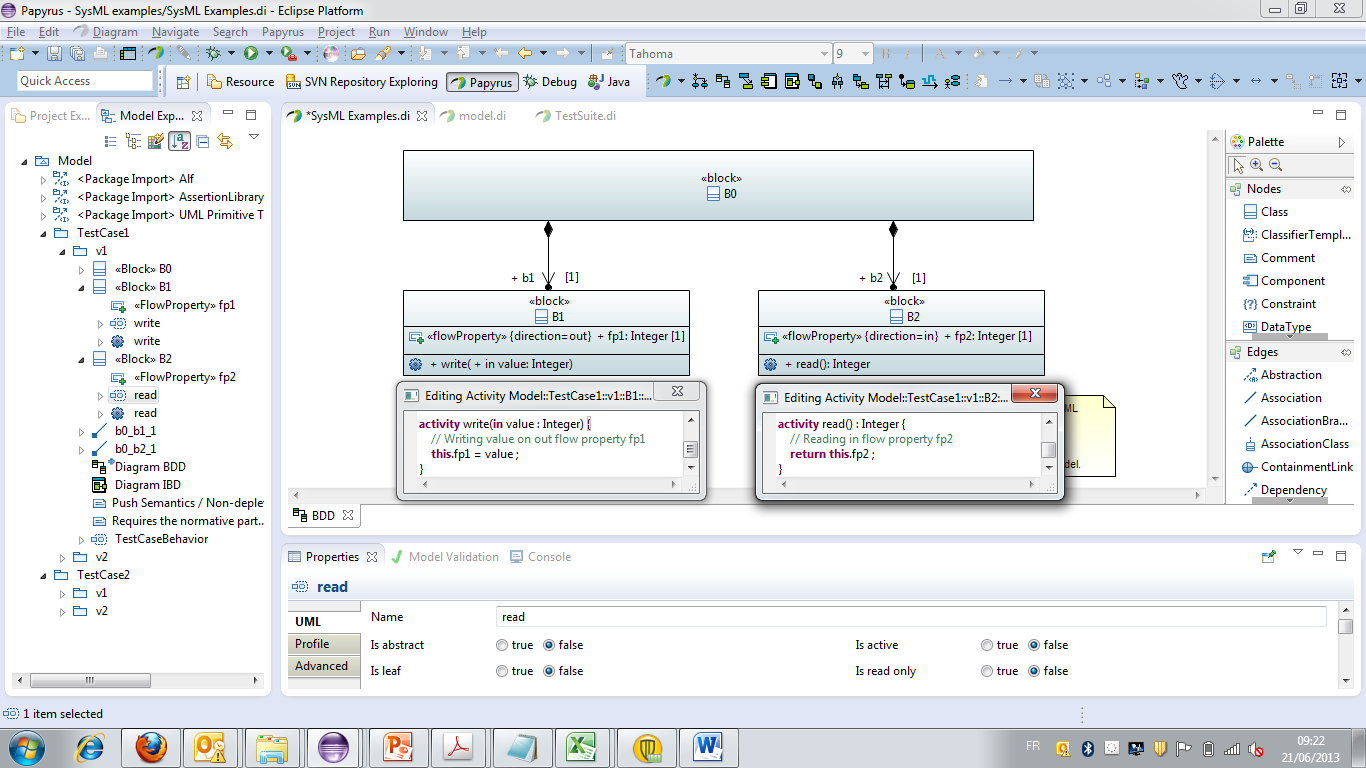 Papyrus - SysML examples/SysML Examples.di - Eclipse Platform
File Edit Diagram Navigate Search Papyrus Project Run Window Help
Tahoma 9
Quick Access Resource SVN Repository Exploring Papyrus Debug Java
Project Ex... Model Exp... *SysML Examples.di model.di TestSuite.di
Model
<Package Import> Alf
<Package Import> AssertionLibrary
<Package Import> UML Primitive T
TestCase1
v1
«Block» B0
«Block» B1
«FlowProperty» fp1
write
write
«Block» B2
«FlowProperty» fp2
read
read
b0_b1_1
b0_b2_1
Diagram BDD
Diagram IBD
Push Semantics / Non-deple
Requires the normative part...
TestCaseBehavior
v2
TestCase2
v1
v2
«block»
B0
+ b1 [1]
+ b2 [1]
«block»
B1
«flowProperty» {direction=out} + fp1: Integer [1]
+ write( + in value: Integer)
«block»
B2
«flowProperty» {direction=in} + fp2: Integer [1]
+ read(): Integer
Editing Activity Model::TestCase1::v1::B1::...
activity write(in value : Integer) {
// Writing value on out flow property fp1
this.fp1 = value ;
}
Editing Activity Model::TestCase1::v1::B2:...
activity read() : Integer {
// Reading in flow property fp2
return this.fp2 ;
}
ML
del.
BDD
Palette
Nodes
Class
ClassifierTempl...
Comment
Component
Constraint
DataType
Edges
Abstraction
Association
AssociationBra...
AssociationClass
ContainmentLink
Dependency
Properties Model Validation Console
read
UML
Profile
Advanced
Name read
Is abstract true false Is active true false
Is leaf true false Is read only true false
1 item selected
FR
09:22
21/06/2013